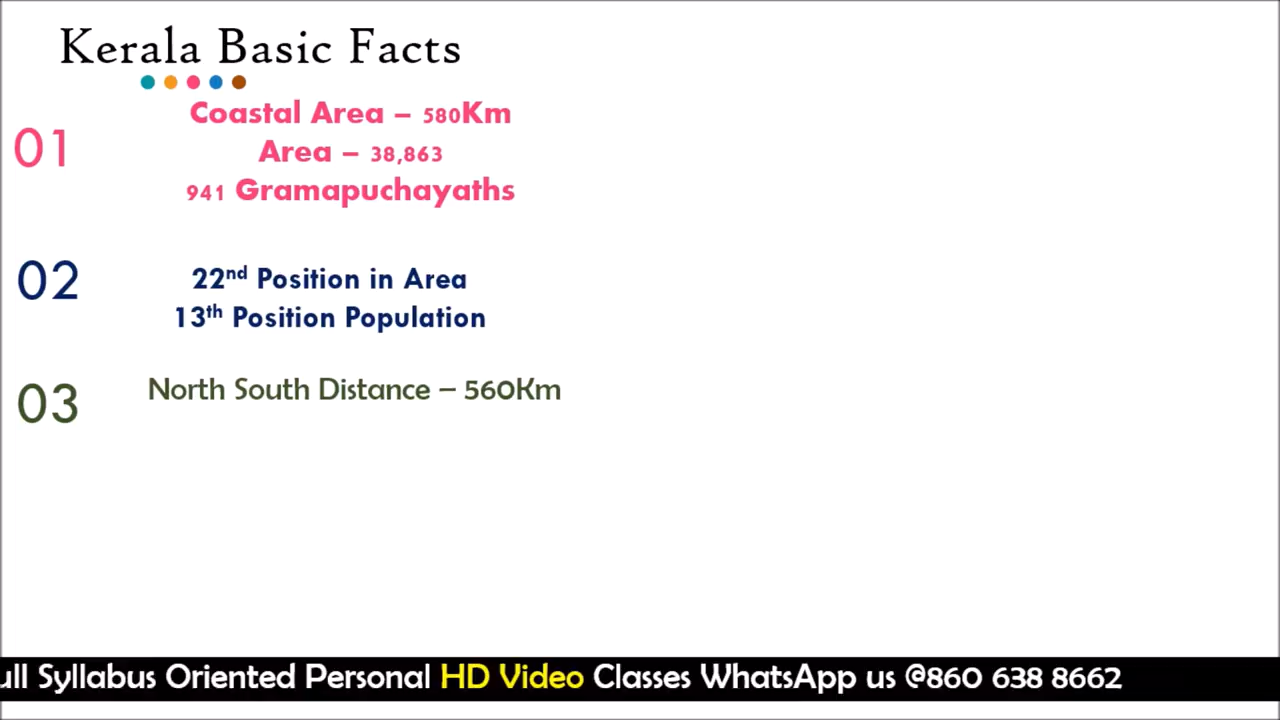 Kerala Basic Facts
01
Coastal Area – 580Km
Area – 38,863
941 Gramapuchayaths
02
22nd Position in Area
13th Position Population
03
North South Distance – 560Km
ull Syllabus Oriented Personal HD Video Classes WhatsApp us @860 638 8662